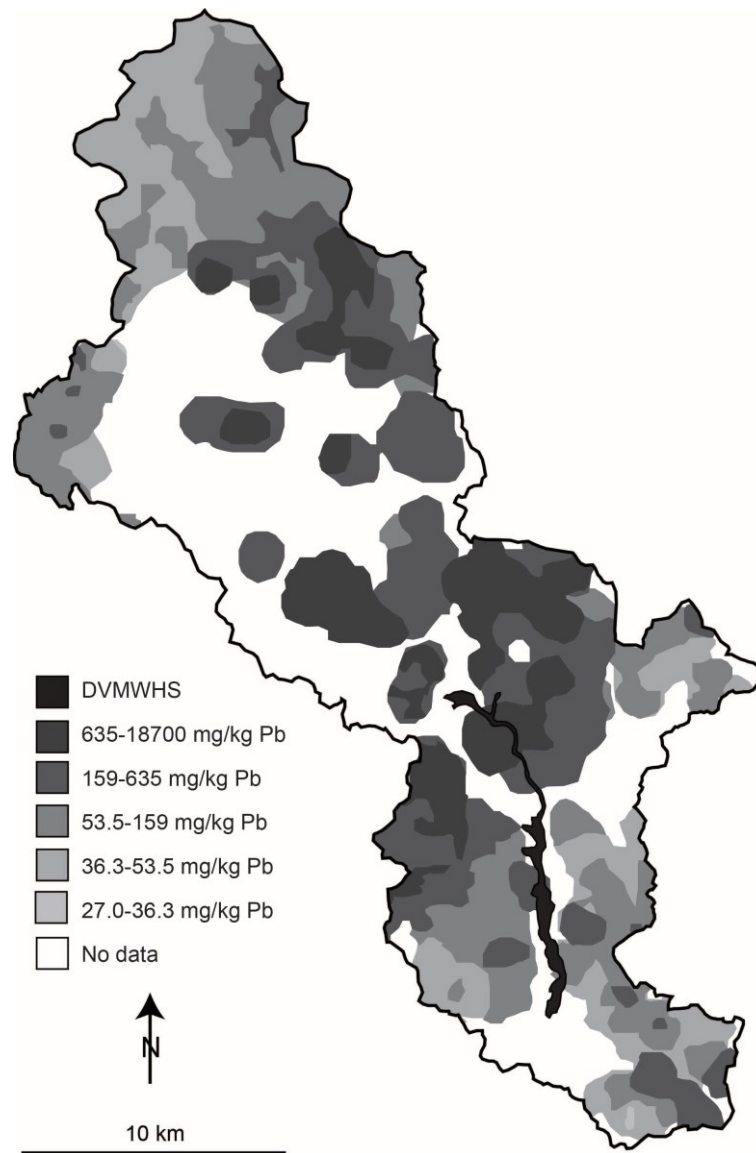 DVMWHS
635-18700 mg/kg Pb
159-635 mg/kg Pb
53.5-159 mg/kg Pb
36.3-53.5 mg/kg Pb
27.0-36.3 mg/kg Pb
No data
N
10 km